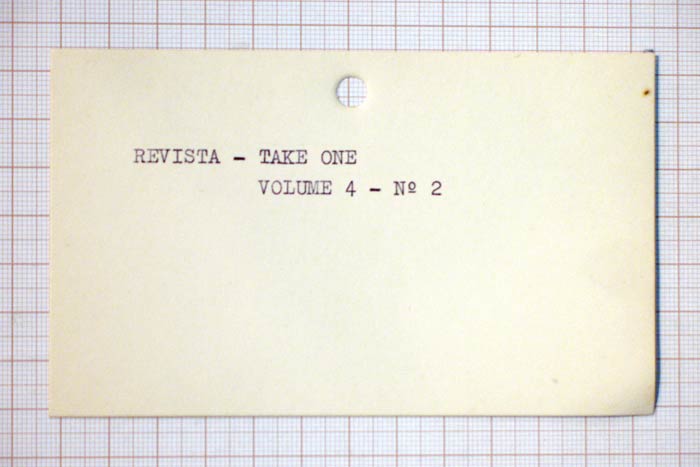 REVISTA - TAKE ONE
VOLUME 4 - Nº 2